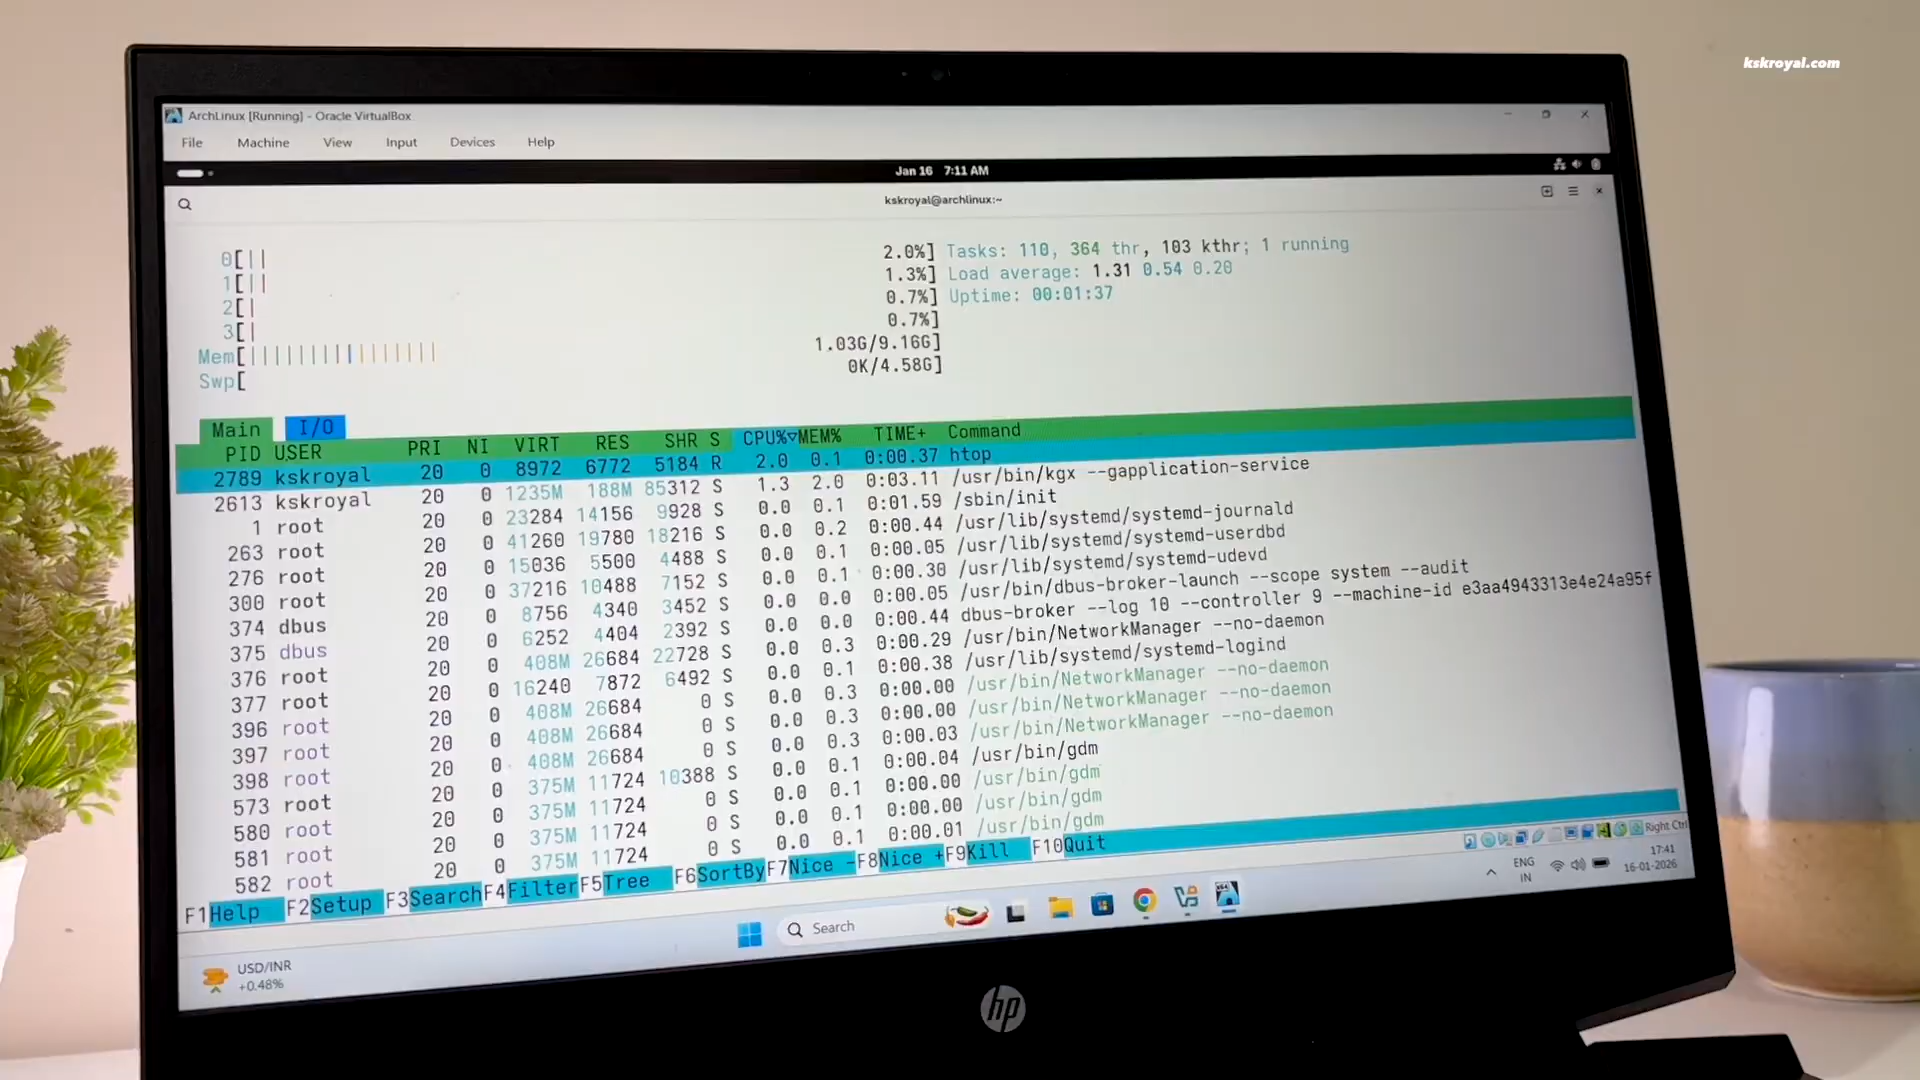 kskroyal.com
ArchLinux [Running] - Oracle VirtualBox
File Machine View Input Devices Help
Jan 16 7:11 AM
kskroyal@archlinux:~
0[|| 2.0%] Tasks: 110, 364 thr, 103 kthr; 1 running
1[|| 1.3%] Load average: 1.31 0.54 0.20
2[| 0.7%] Uptime: 00:01:37
3[| 0.7%]
Mem[|||||||||||||||| 1.03G/9.16G]
Swp[ 0K/4.58G]
Main I/O
PID USER PRI NI VIRT RES SHR S CPU%▽MEM% TIME+ Command
2789 kskroyal 20 0 8972 6772 5184 R 2.0 0.1 0:00.37 htop
2613 kskroyal 20 0 1235M 188M 85312 S 1.3 2.0 0:03.11 /usr/bin/kgx --gapplication-service
1 root 20 0 23284 14156 9928 S 0.0 0.1 0:01.59 /sbin/init
263 root 20 0 41260 19780 18216 S 0.0 0.2 0:00.44 /usr/lib/systemd/systemd-journald
276 root 20 0 15036 5500 4488 S 0.0 0.1 0:00.05 /usr/lib/systemd/systemd-userdbd
300 root 20 0 37216 10488 7152 S 0.0 0.1 0:00.30 /usr/lib/systemd/systemd-udevd
374 dbus 20 0 8756 4340 3452 S 0.0 0.0 0:00.05 /usr/bin/dbus-broker-launch --scope system --audit
375 dbus 20 0 6252 4404 2392 S 0.0 0.0 0:00.44 dbus-broker --log 10 --controller 9 --machine-id e3aa4943313e4e24a95f
376 root 20 0 408M 26684 22728 S 0.0 0.3 0:00.29 /usr/bin/NetworkManager --no-daemon
377 root 20 0 16240 7872 6492 S 0.0 0.1 0:00.38 /usr/lib/systemd/systemd-logind
396 root 20 0 408M 26684 0 S 0.0 0.3 0:00.00 /usr/bin/NetworkManager --no-daemon
397 root 20 0 408M 26684 0 S 0.0 0.3 0:00.00 /usr/bin/NetworkManager --no-daemon
398 root 20 0 408M 26684 0 S 0.0 0.3 0:00.03 /usr/bin/NetworkManager --no-daemon
573 root 20 0 375M 11724 10388 S 0.0 0.1 0:00.04 /usr/bin/gdm
580 root 20 0 375M 11724 0 S 0.0 0.1 0:00.00 /usr/bin/gdm
581 root 20 0 375M 11724 0 S 0.0 0.1 0:00.00 /usr/bin/gdm
582 root 20 0 375M 11724 0 S 0.0 0.1 0:00.01 /usr/bin/gdm
F1Help F2Setup F3Search F4Filter F5Tree F6SortBy F7Nice -F8Nice +F9Kill F10Quit
Right Ctrl
USD/INR
+0.48%
Search
ENG
IN
17:41
16-01-2026
hp